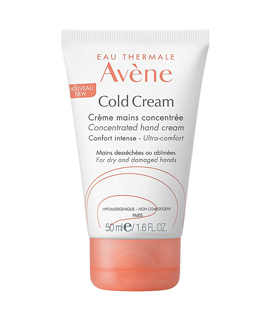 EAU THERMALE
Avène
NOUVEAU
NEW
Cold Cream
Crème mains concentrée
Concentrated hand cream
Confort intense - Ultra-comfort
Mains desséchées ou abîmées
For dry and damaged hands
HYPOALLERGENIQUE - NON COMEDOGENE
PARIS
50 ml e / 1.6 FL.OZ.